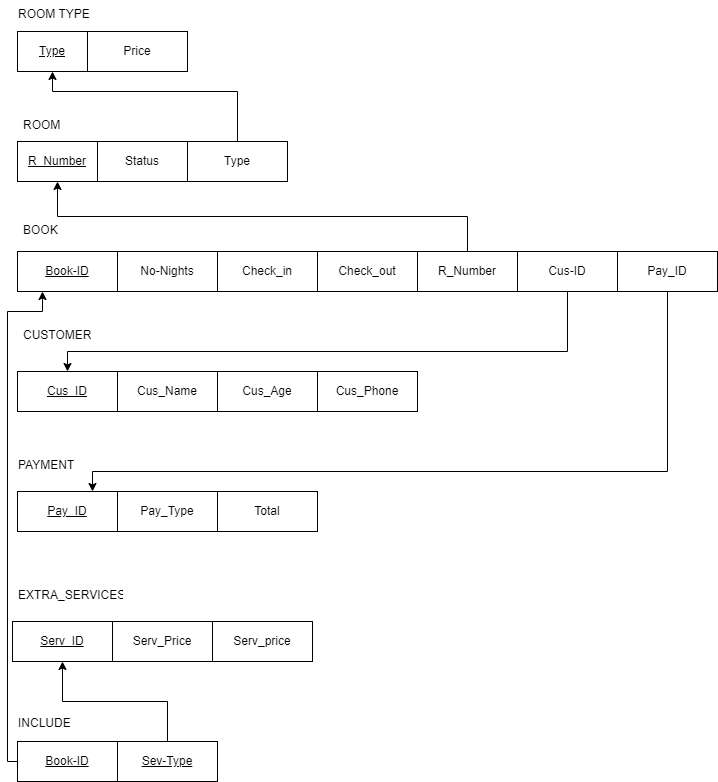 ROOM TYPE
Type Price
ROOM
R_Number Status Type
BOOK
Book-ID No-Nights Check_in Check_out R_Number Cus-ID Pay_ID
CUSTOMER
Cus_ID Cus_Name Cus_Age Cus_Phone
PAYMENT
Pay_ID Pay_Type Total
EXTRA_SERVICES
Serv_ID Serv_Price Serv_price
INCLUDE
Book-ID Sev-Type